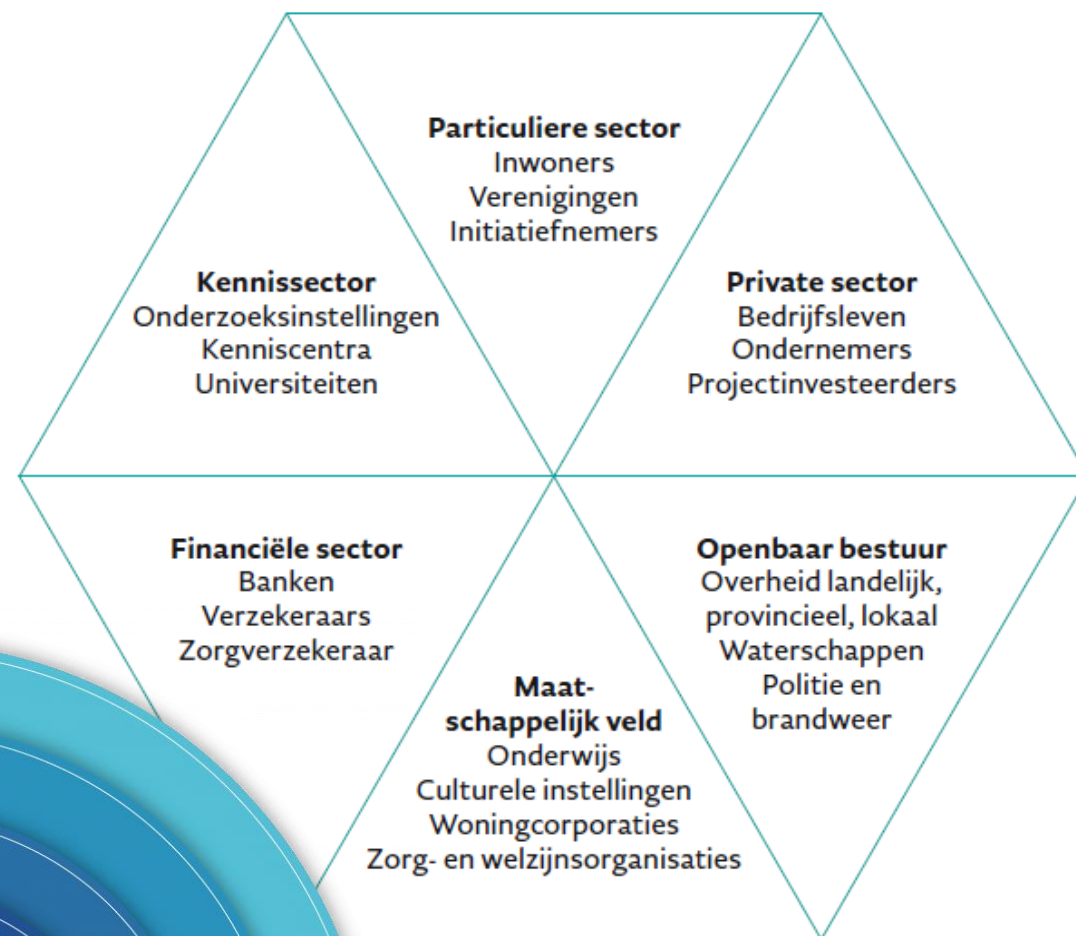 Particuliere sector
Inwoners
Verenigingen
Initiatiefnemers
Kennissector
Onderzoeksinstellingen
Kenniscentra
Universiteiten
Private sector
Bedrijfsleven
Ondernemers
Projectinvesteerders
Financiële sector
Banken
Verzekeraars
Zorgverzekeraar
Maat-
schappelijk veld
Onderwijs
Culturele instellingen
Woningcorporaties
Zorg- en welzijnsorganisaties
Openbaar bestuur
Overheid landelijk,
provincieel, lokaal
Waterschappen
Politie en
brandweer